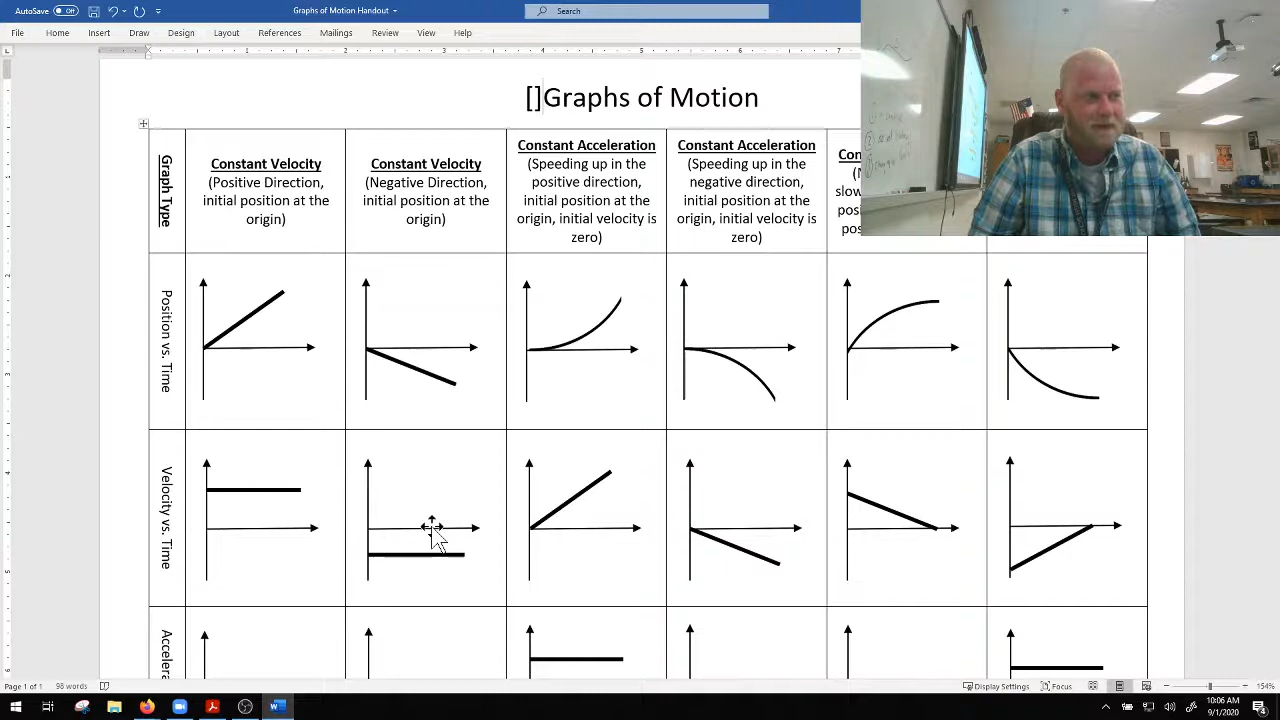 AutoSave Off
Graphs of Motion Handout
Search
File Home Insert Draw Design Layout References Mailings Review View Help
[]Graphs of Motion
Graph Type
Constant Velocity
(Positive Direction,
initial position at the
origin)
Constant Velocity
(Negative Direction,
initial position at the
origin)
Constant Acceleration
(Speeding up in the
positive direction,
initial position at the
origin, initial velocity is
zero)
Constant Acceleration
(Speeding up in the
negative direction,
initial position at the
origin, initial velocity is
zero)
Position vs. Time
Velocity vs. Time
Page 1 of 1 98 words
Display Settings Focus 154%
10:06 AM
9/1/2020